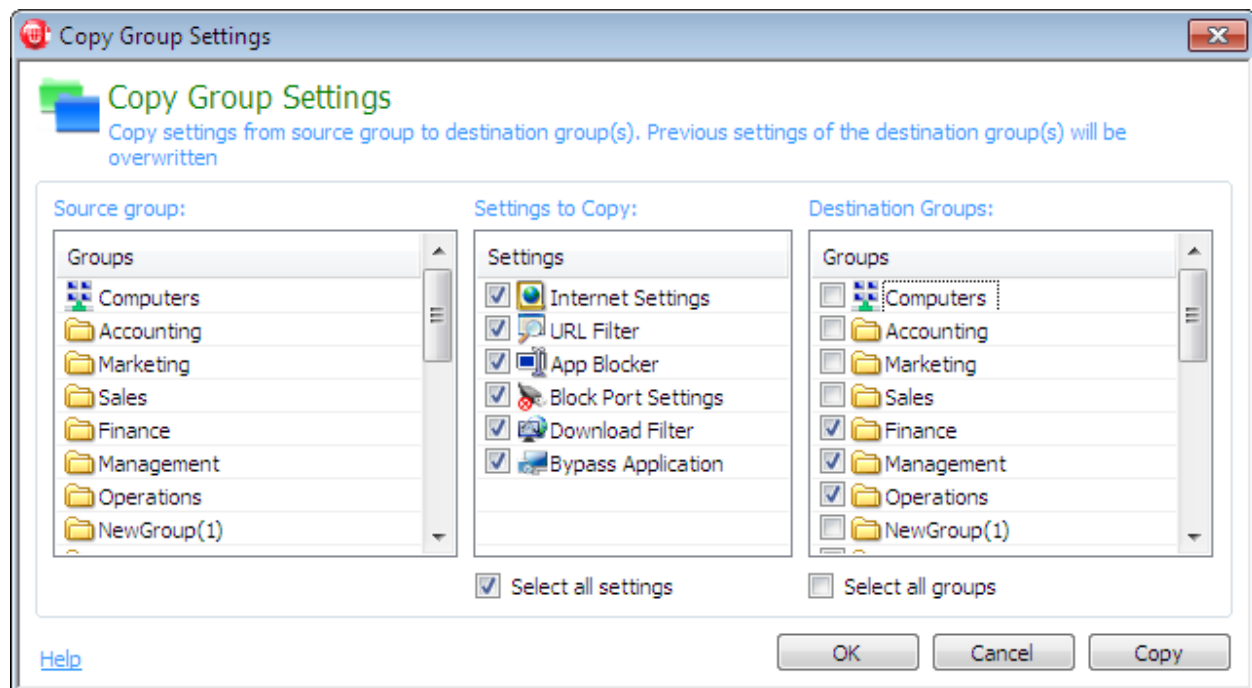 Copy Group Settings
Copy Group Settings
Copy settings from source group to destination group(s). Previous settings of the destination group(s) will be
overwritten
Source group:
Groups
Computers
Accounting
Marketing
Sales
Finance
Management
Operations
NewGroup(1)
Settings to Copy:
Settings
Internet Settings
URL Filter
App Blocker
Block Port Settings
Download Filter
Bypass Application
Select all settings
Destination Groups:
Groups
Computers
Accounting
Marketing
Sales
Finance
Management
Operations
NewGroup(1)
Select all groups
Help
OK
Cancel
Copy